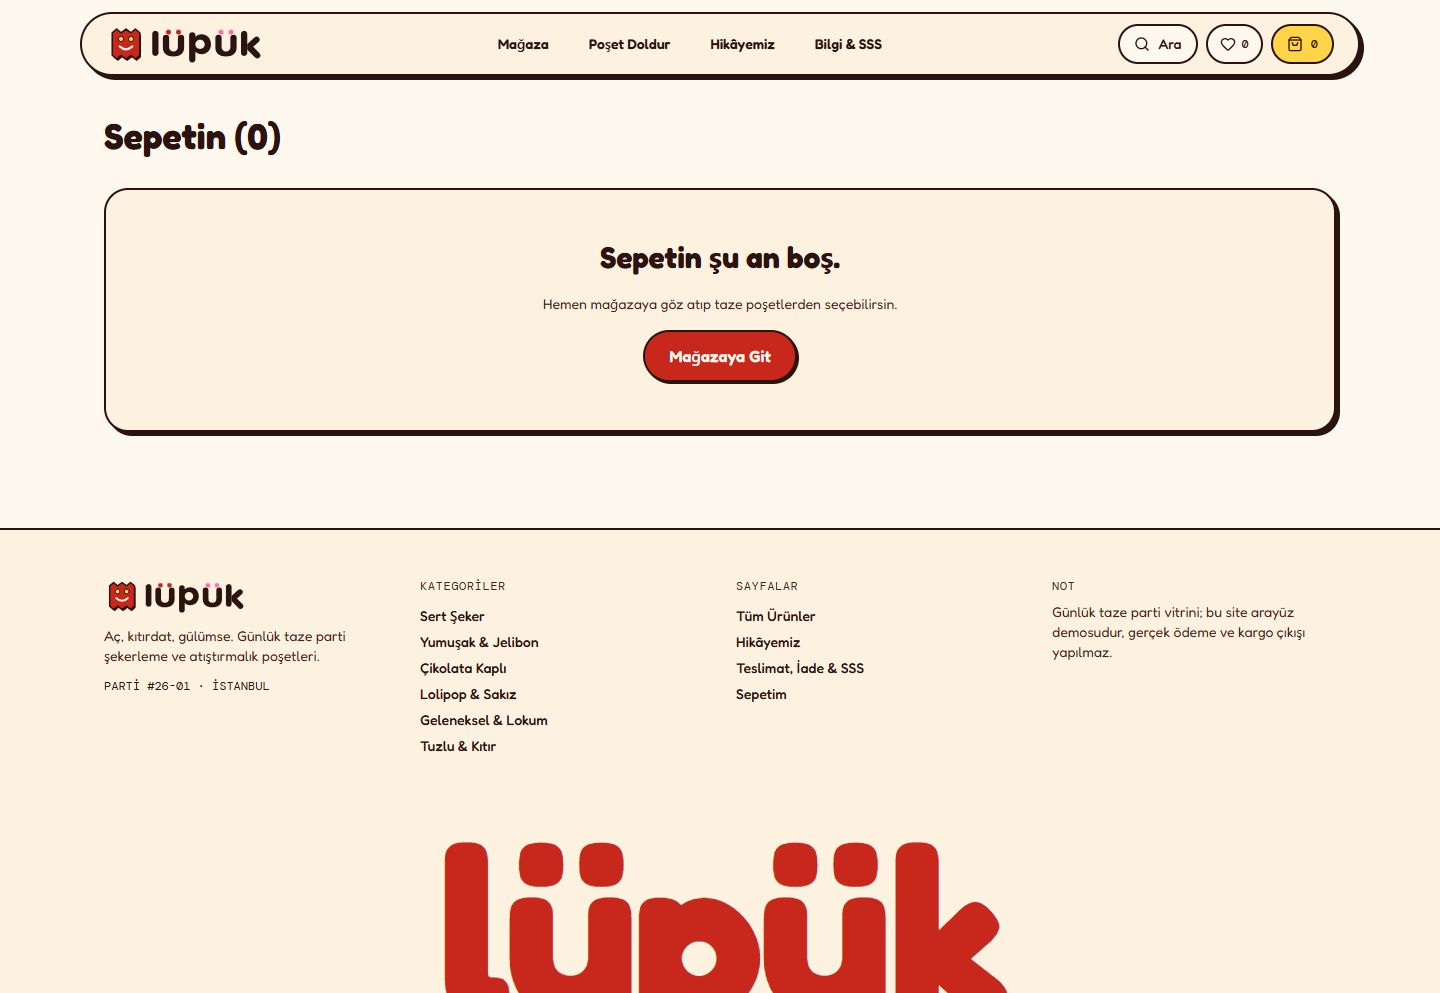 lüpük
Mağaza
Poşet Doldur
Hikâyemiz
Bilgi & SSS
Ara
0
0
Sepetin (0)
Sepetin şu an boş.
Hemen mağazaya göz atıp taze poşetlerden seçebilirsin.
Mağazaya Git
lüpük
Aç, kıtırdat, gülümse. Günlük taze parti
şekerleme ve atıştırmalık poşetleri.
PARTİ #26-01 · İSTANBUL
KATEGORİLER
Sert Şeker
Yumuşak & Jelibon
Çikolata Kaplı
Lolipop & Sakız
Geleneksel & Lokum
Tuzlu & Kıtır
SAYFALAR
Tüm Ürünler
Hikâyemiz
Teslimat, İade & SSS
Sepetim
NOT
Günlük taze parti vitrini; bu site arayüz
demosudur, gerçek ödeme ve kargo çıkışı
yapılmaz.
lüpük